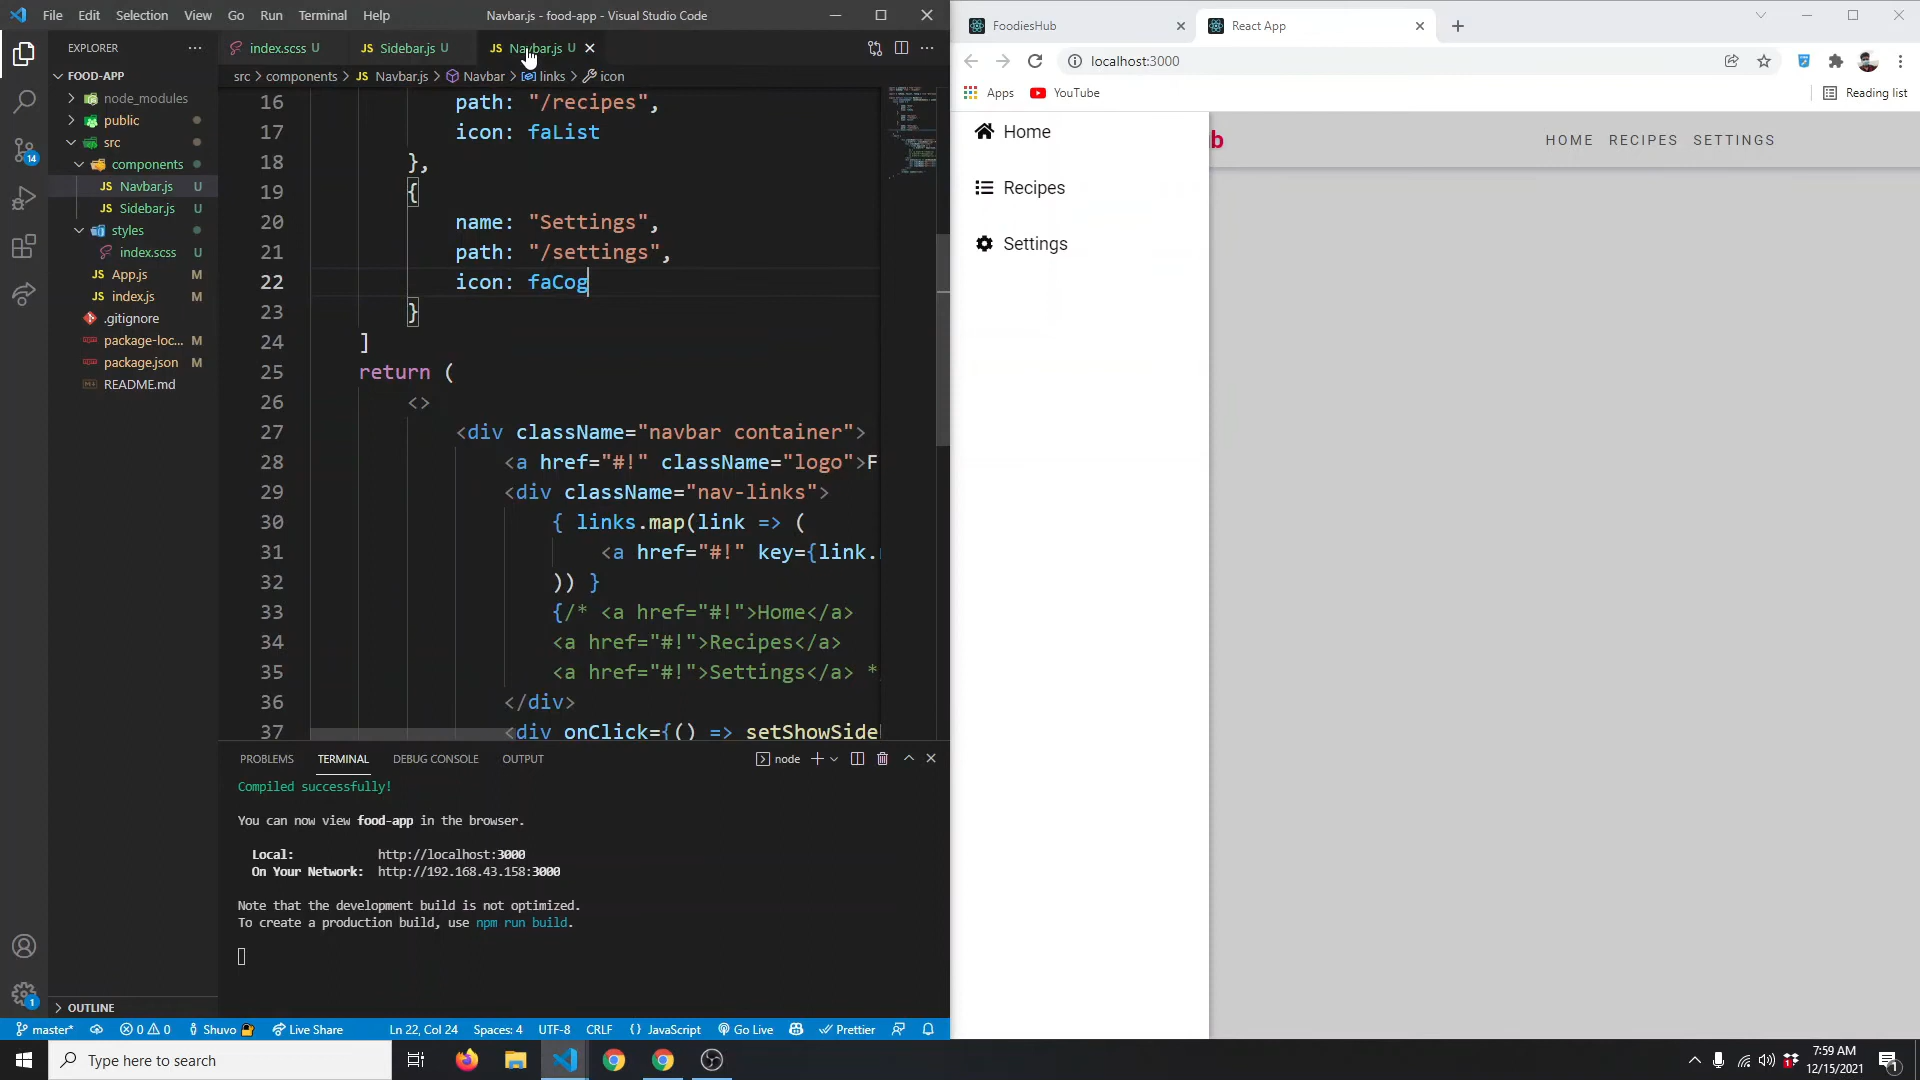 File Edit Selection View Go Run Terminal Help
Navbar.js - food-app - Visual Studio Code
EXPLORER
FOOD-APP
node_modules
public
src
components
JS Navbar.js U
JS Sidebar.js U
styles
index.scss U
JS App.js M
JS index.js M
.gitignore
package-loc... M
package.json M
README.md
OUTLINE
14
1
index.scss U
JS Sidebar.js U
JS Navbar.js U
src > components > JS Navbar.js > Navbar > links > icon
16 path: "/recipes",
17 icon: faList
18 },
19 {
20 name: "Settings",
21 path: "/settings",
22 icon: faCog
23 }
24 ]
25 return (
26 <>
27 <div className="navbar container">
28 <a href="#!" className="logo">F
29 <div className="nav-links">
30 { links.map(link => (
31 <a href="#!" key={link.
32 )) }
33 {/* <a href="#!">Home</a>
34 <a href="#!">Recipes</a>
35 <a href="#!">Settings</a> *
36 </div>
37 <div onClick={() => setShowSide
PROBLEMS TERMINAL DEBUG CONSOLE OUTPUT
node
Compiled successfully!
You can now view food-app in the browser.
Local: http://localhost:3000
On Your Network: http://192.168.43.158:3000
Note that the development build is not optimized.
To create a production build, use npm run build.
master* 0 0 Shuvo Live Share Ln 22, Col 24 Spaces: 4 UTF-8 CRLF {} JavaScript Go Live Prettier
FoodiesHub
React App
localhost:3000
Apps YouTube Reading list
Home
Recipes
Settings
b
HOME RECIPES SETTINGS
Type here to search
7:59 AM
12/15/2021
1